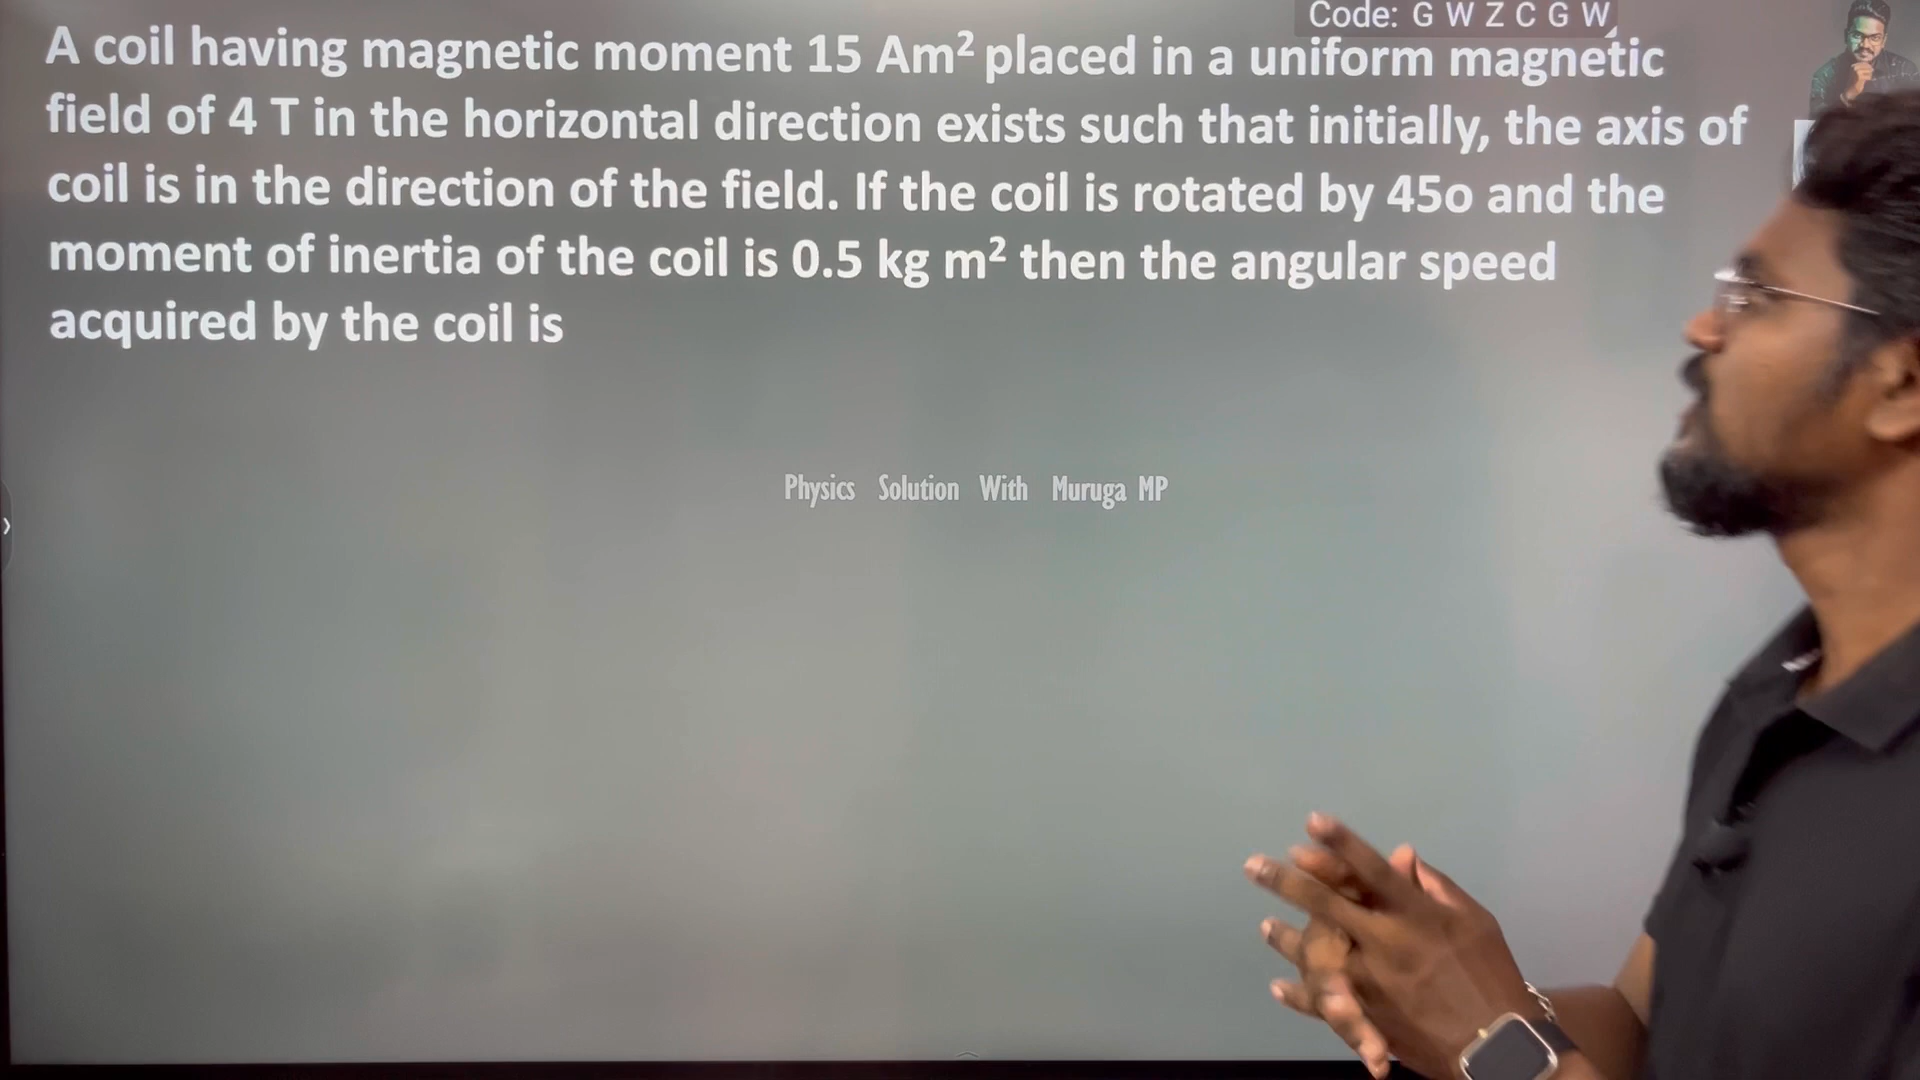 Code: G W Z C G W
A coil having magnetic moment 15 Am² placed in a uniform magnetic
field of 4 T in the horizontal direction exists such that initially, the axis of
coil is in the direction of the field. If the coil is rotated by 45o and the
moment of inertia of the coil is 0.5 kg m² then the angular speed
acquired by the coil is
Physics Solution With Muruga MP